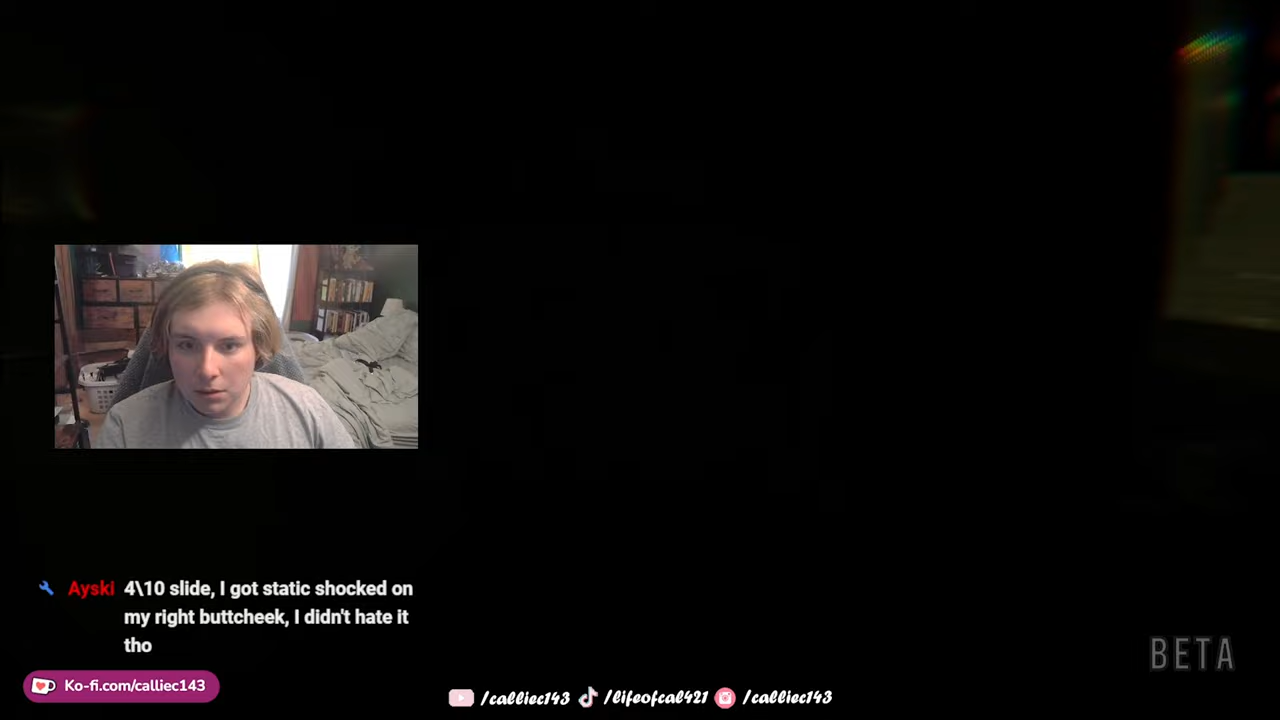 Ayski 4\10 slide, I got static shocked on
my right buttcheek, I didn't hate it
tho
BETA
Ko-fi.com/calliec143
/calliec143 /lifeofcal421 /calliec143